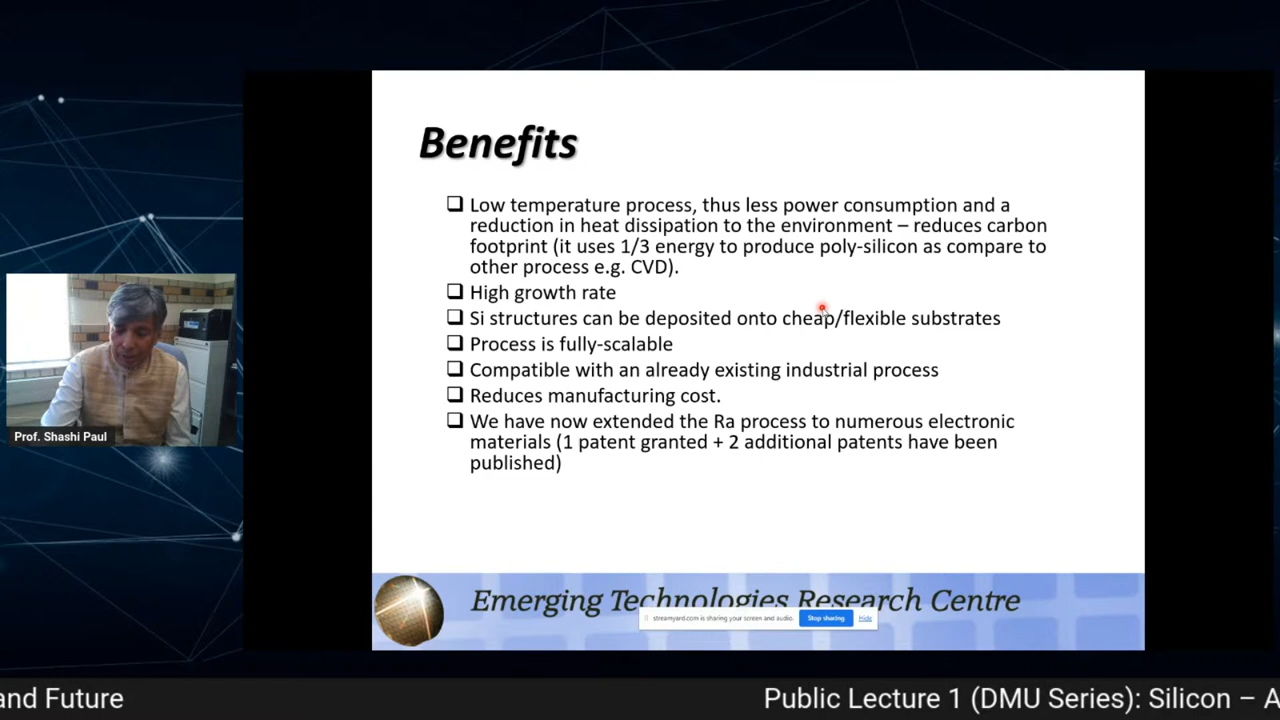 Benefits
❑ Low temperature process, thus less power consumption and a
reduction in heat dissipation to the environment – reduces carbon
footprint (it uses 1/3 energy to produce poly-silicon as compare to
other process e.g. CVD).
❑ High growth rate
❑ Si structures can be deposited onto cheap/flexible substrates
❑ Process is fully-scalable
❑ Compatible with an already existing industrial process
❑ Reduces manufacturing cost.
❑ We have now extended the Ra process to numerous electronic
materials (1 patent granted + 2 additional patents have been
published)
Prof. Shashi Paul
Emerging Technologies Research Centre
streamyard.com is sharing your screen and audio. Stop sharing Hide
and Future Public Lecture 1 (DMU Series): Silicon – A